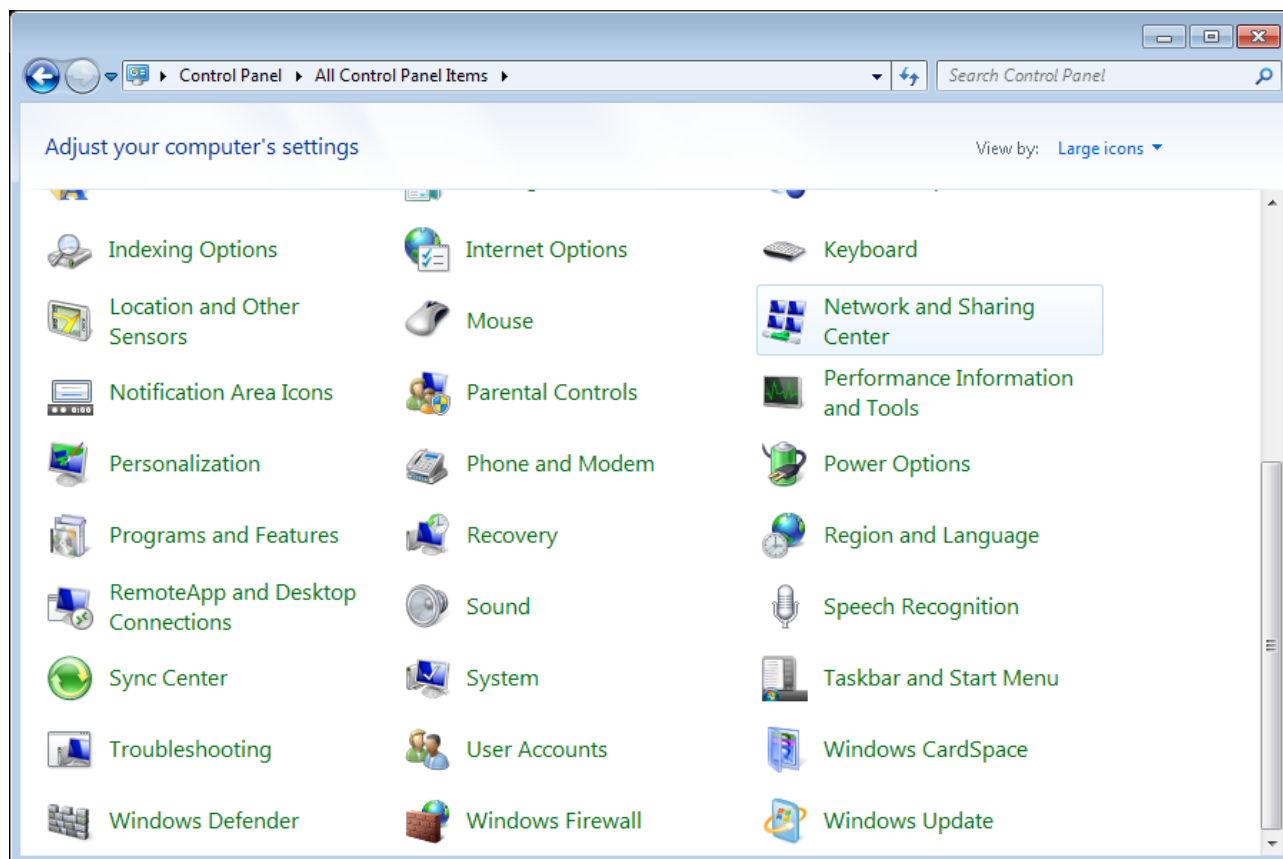 Control Panel All Control Panel Items Search Control Panel
Adjust your computer's settings View by: Large icons
Indexing Options Internet Options Keyboard
Location and Other
Sensors
Mouse
Network and Sharing
Center
Notification Area Icons Parental Controls
Performance Information
and Tools
Personalization Phone and Modem Power Options
Programs and Features Recovery Region and Language
RemoteApp and Desktop
Connections
Sound Speech Recognition
Sync Center System Taskbar and Start Menu
Troubleshooting User Accounts Windows CardSpace
Windows Defender Windows Firewall Windows Update